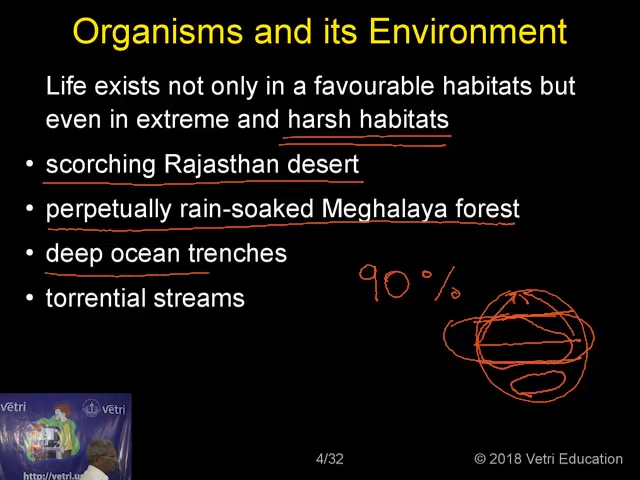 Organisms and its Environment
Life exists not only in a favourable habitats but
even in extreme and harsh habitats
• scorching Rajasthan desert
• perpetually rain-soaked Meghalaya forest
• deep ocean trenches
90%
• torrential streams
vetri
vetri
http://vetri.us
4/32
© 2018 Vetri Education